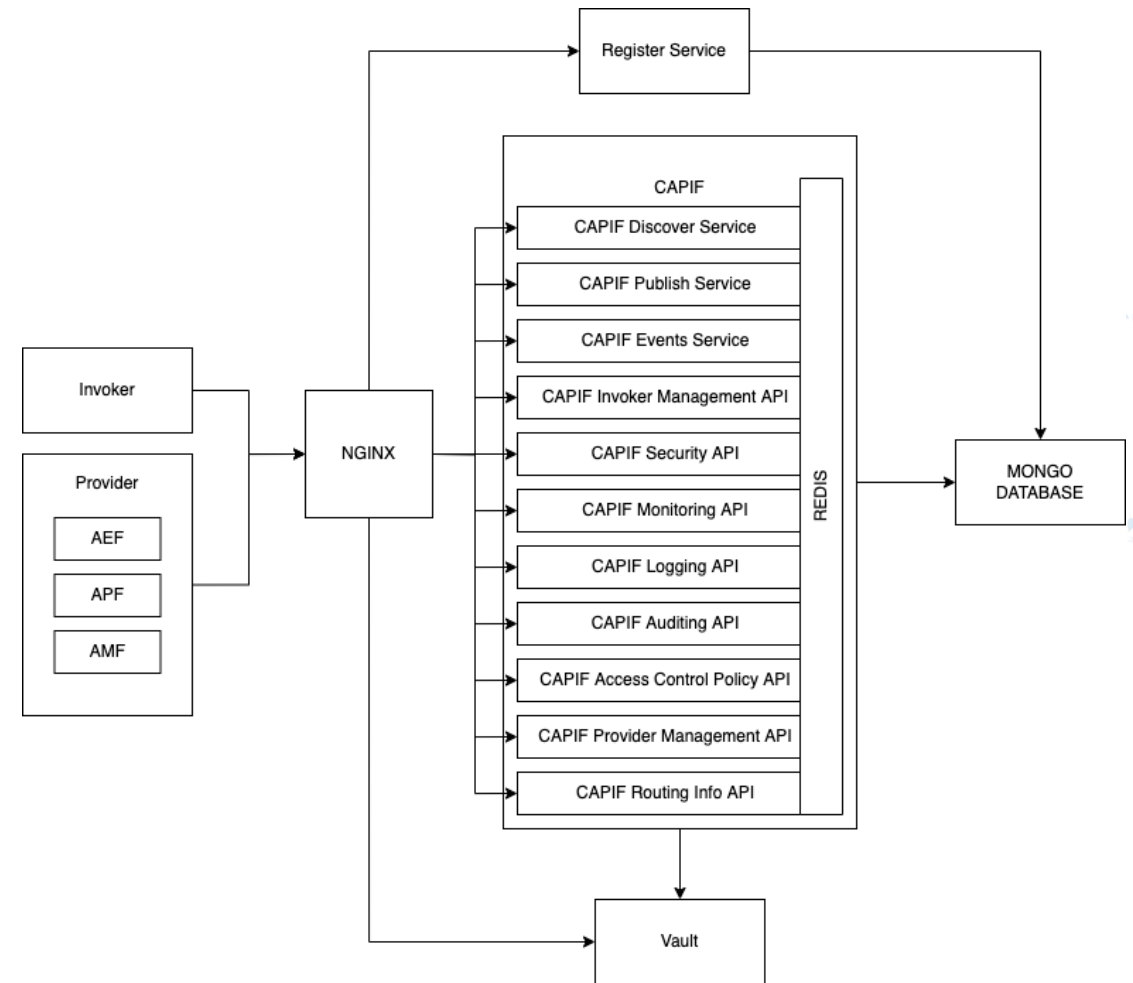 Register Service
CAPIF
CAPIF Discover Service
CAPIF Publish Service
CAPIF Events Service
CAPIF Invoker Management API
CAPIF Security API
CAPIF Monitoring API
CAPIF Logging API
CAPIF Auditing API
CAPIF Access Control Policy API
CAPIF Provider Management API
CAPIF Routing Info API
REDIS
Invoker
Provider
AEF
APF
AMF
NGINX
MONGO
DATABASE
Vault